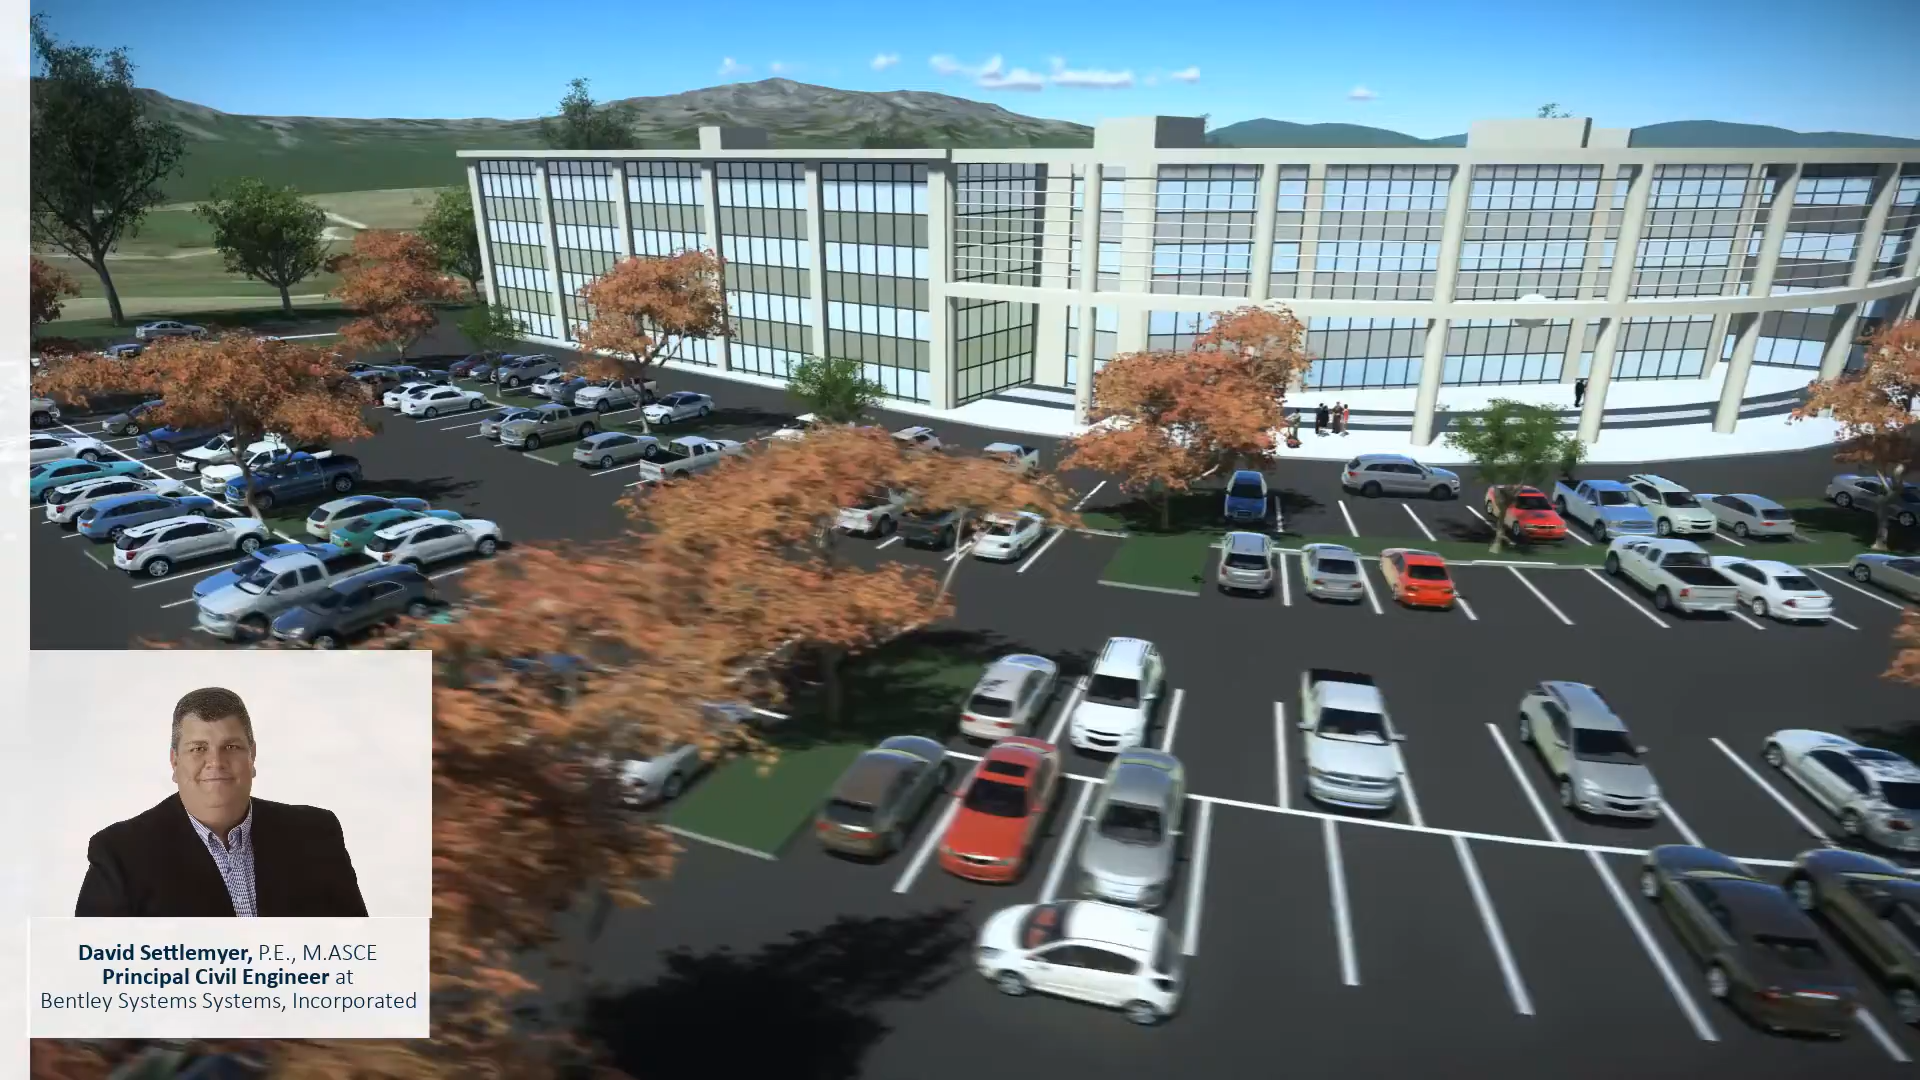 David Settlemyer, P.E., M.ASCE
Principal Civil Engineer at
Bentley Systems Systems, Incorporated